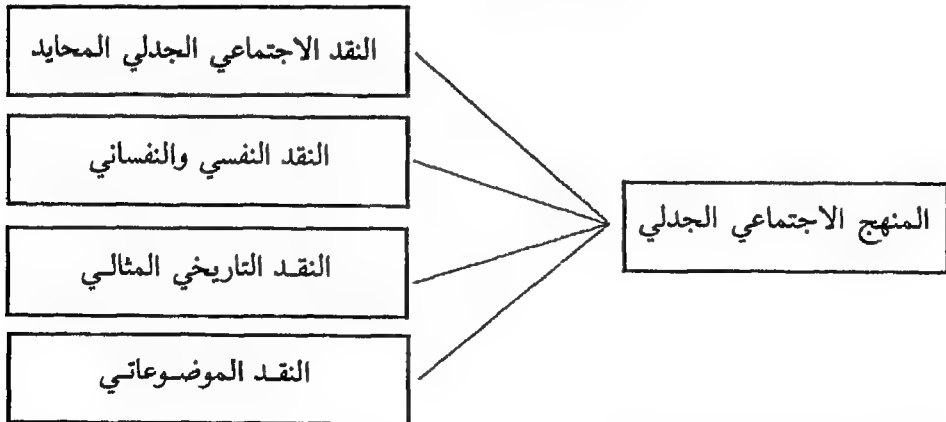 النقد الاجتماعي الجدلي المحايد
النقد النفسي والنفساني
المنهج الاجتماعي الجدلي
النقد التاريخي المثالي
النقد الموضوعاتي